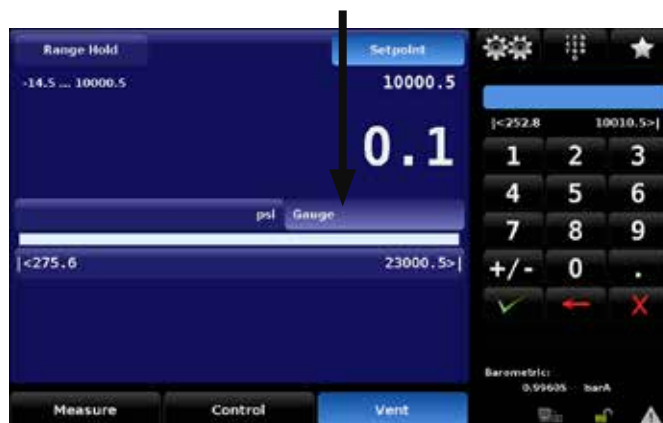 Range Hold
Setpoint
-14.5 ... 10000.5
10000.5
0.1
psi
Gauge
|<275.6
23000.5>|
Measure
Control
Vent
|<252.8
10010.5>|
1 2 3
4 5 6
7 8 9
+/- 0 .
Barometric:
0.99605 barA